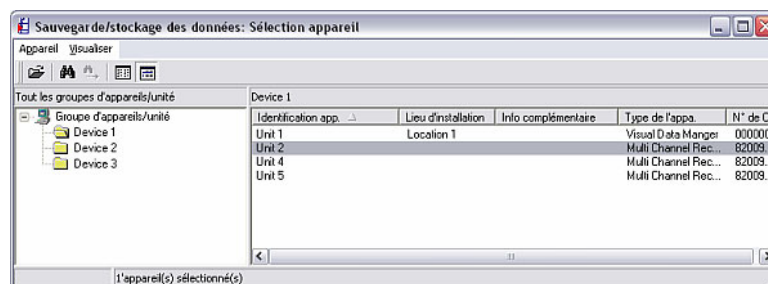 Sauvegarde/stockage des données: Sélection appareil
Appareil Visualiser
Tout les groupes d'appareils/unité Device 1
Groupe d'appareils/unité
Device 1
Device 2
Device 3
Identification app. Lieu d'installation Info complémentaire Type de l'appa. N° de
Unit 1 Location 1 Visual Data Manger 000000
Unit 2 Multi Channel Rec... 82009.
Unit 4 Multi Channel Rec... 82009.
Unit 5 Multi Channel Rec... 82009.
1'appareil(s) sélectionné(s)